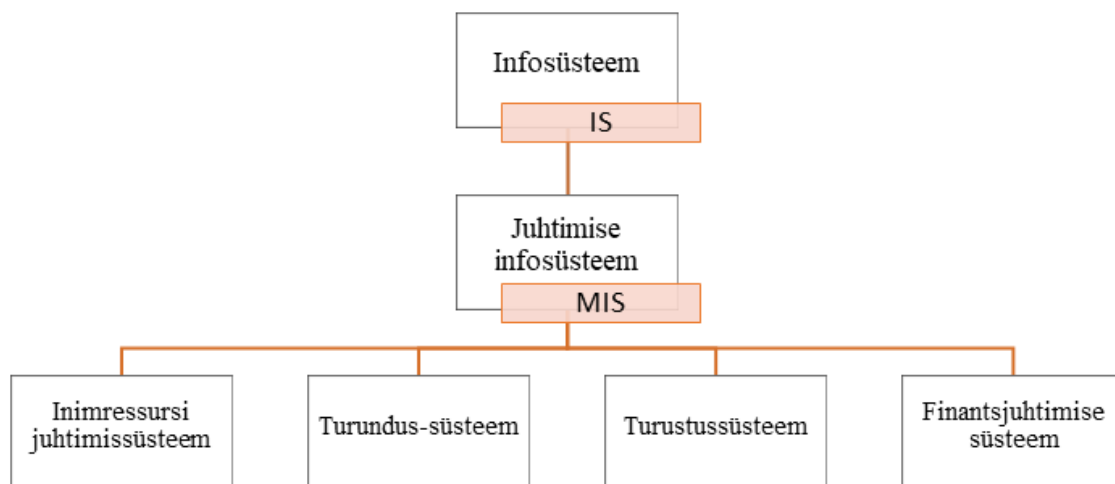 Infosüsteem
IS
Juhtimise
infosüsteem
MIS
Inimressursi
juhtimissüsteem
Turundus-süsteem
Turustussüsteem
Finantsjuhtimise
süsteem